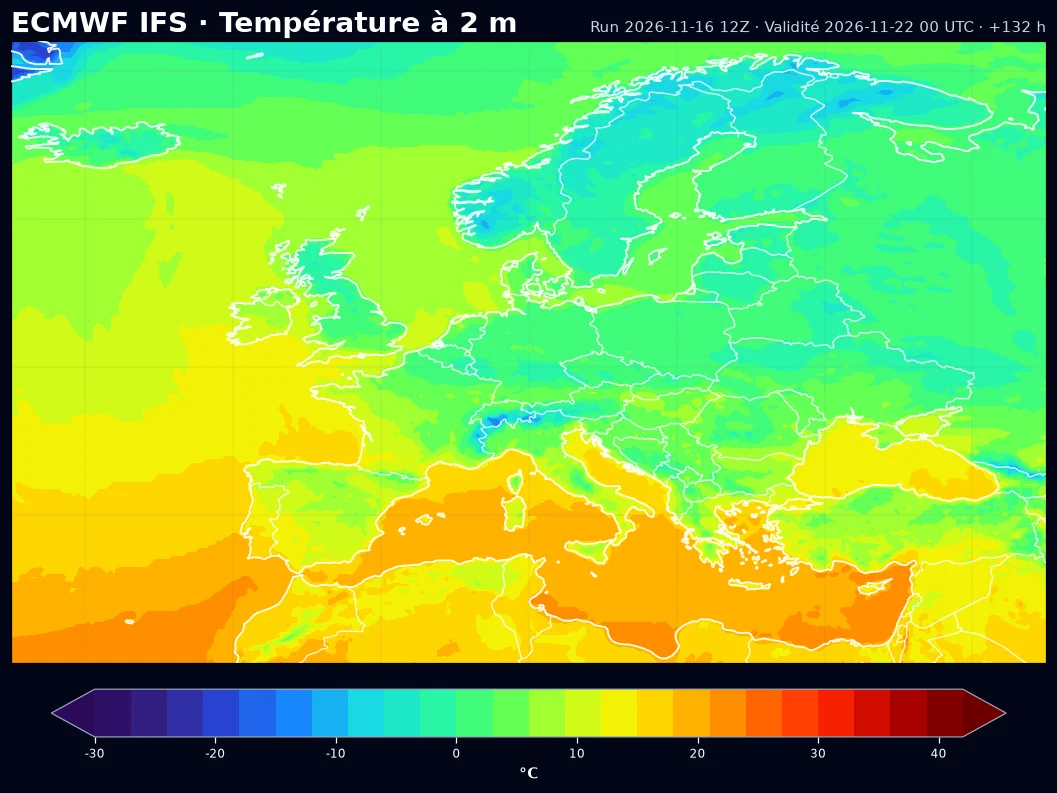 ECMWF IFS · Température à 2 m
Run 2026-11-16 12Z · Validité 2026-11-22 00 UTC · +132 h
-30 -20 -10 0 10 20 30 40
°C